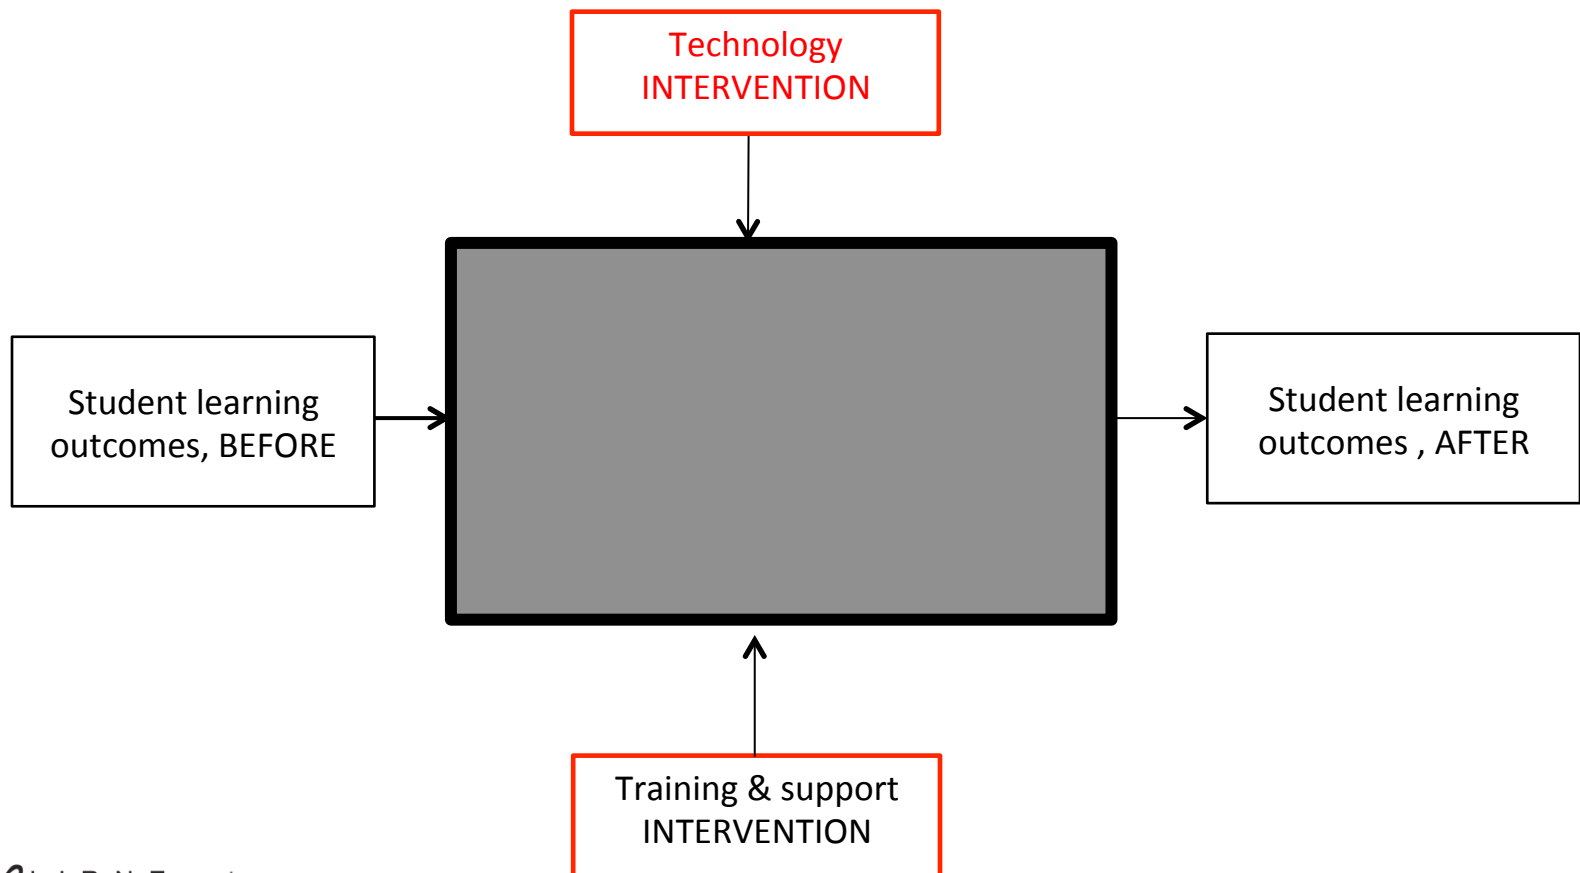 Technology
INTERVENTION
Student learning
outcomes, BEFORE
Student learning
outcomes , AFTER
Training & support
INTERVENTION